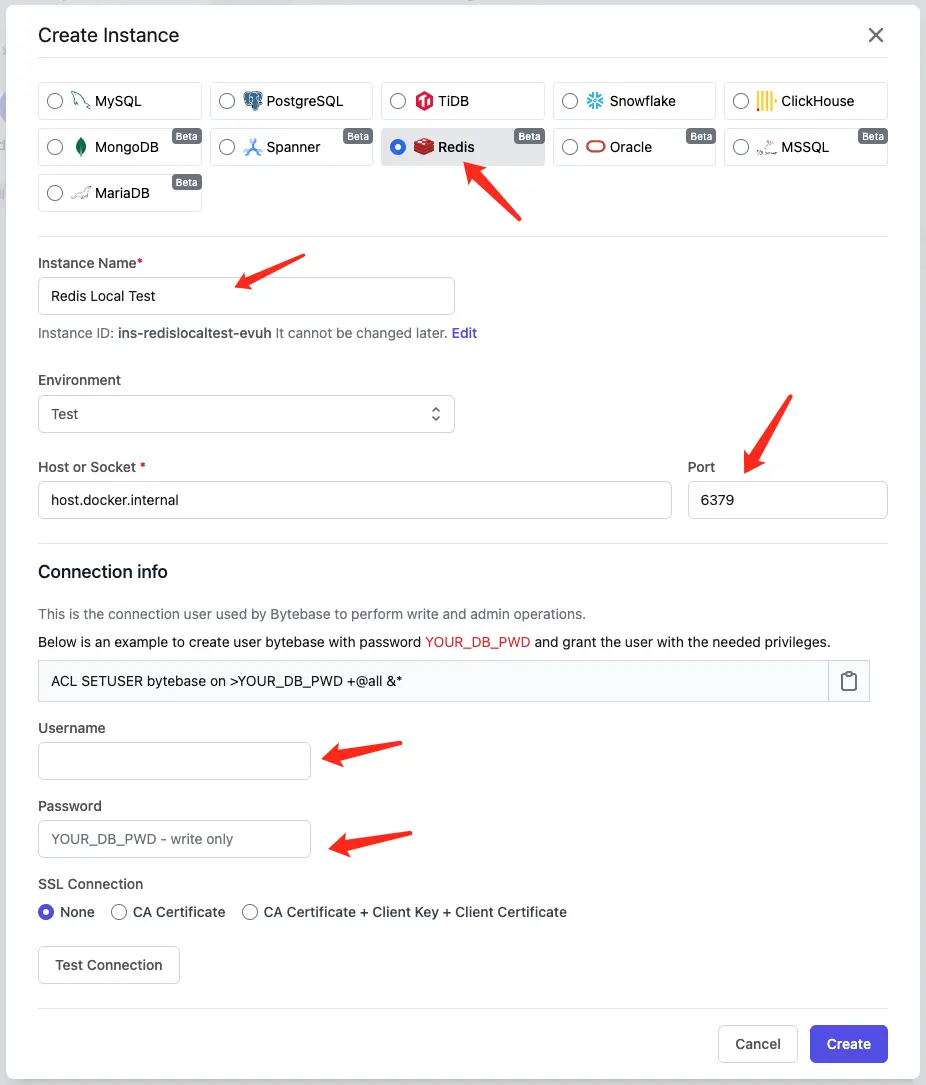 Create Instance
MySQL PostgreSQL TiDB Snowflake ClickHouse
MongoDB Beta Spanner Beta Redis Beta Oracle Beta MSSQL Beta
MariaDB Beta
Instance Name*
Redis Local Test
Instance ID: ins-redislocaltest-evuh It cannot be changed later. Edit
Environment
Test
Host or Socket * Port
host.docker.internal 6379
Connection info
This is the connection user used by Bytebase to perform write and admin operations.
Below is an example to create user bytebase with password YOUR_DB_PWD and grant the user with the needed privileges.
ACL SETUSER bytebase on >YOUR_DB_PWD +@all &*
Username
Password
YOUR_DB_PWD - write only
SSL Connection
None CA Certificate CA Certificate + Client Key + Client Certificate
Test Connection
Cancel Create